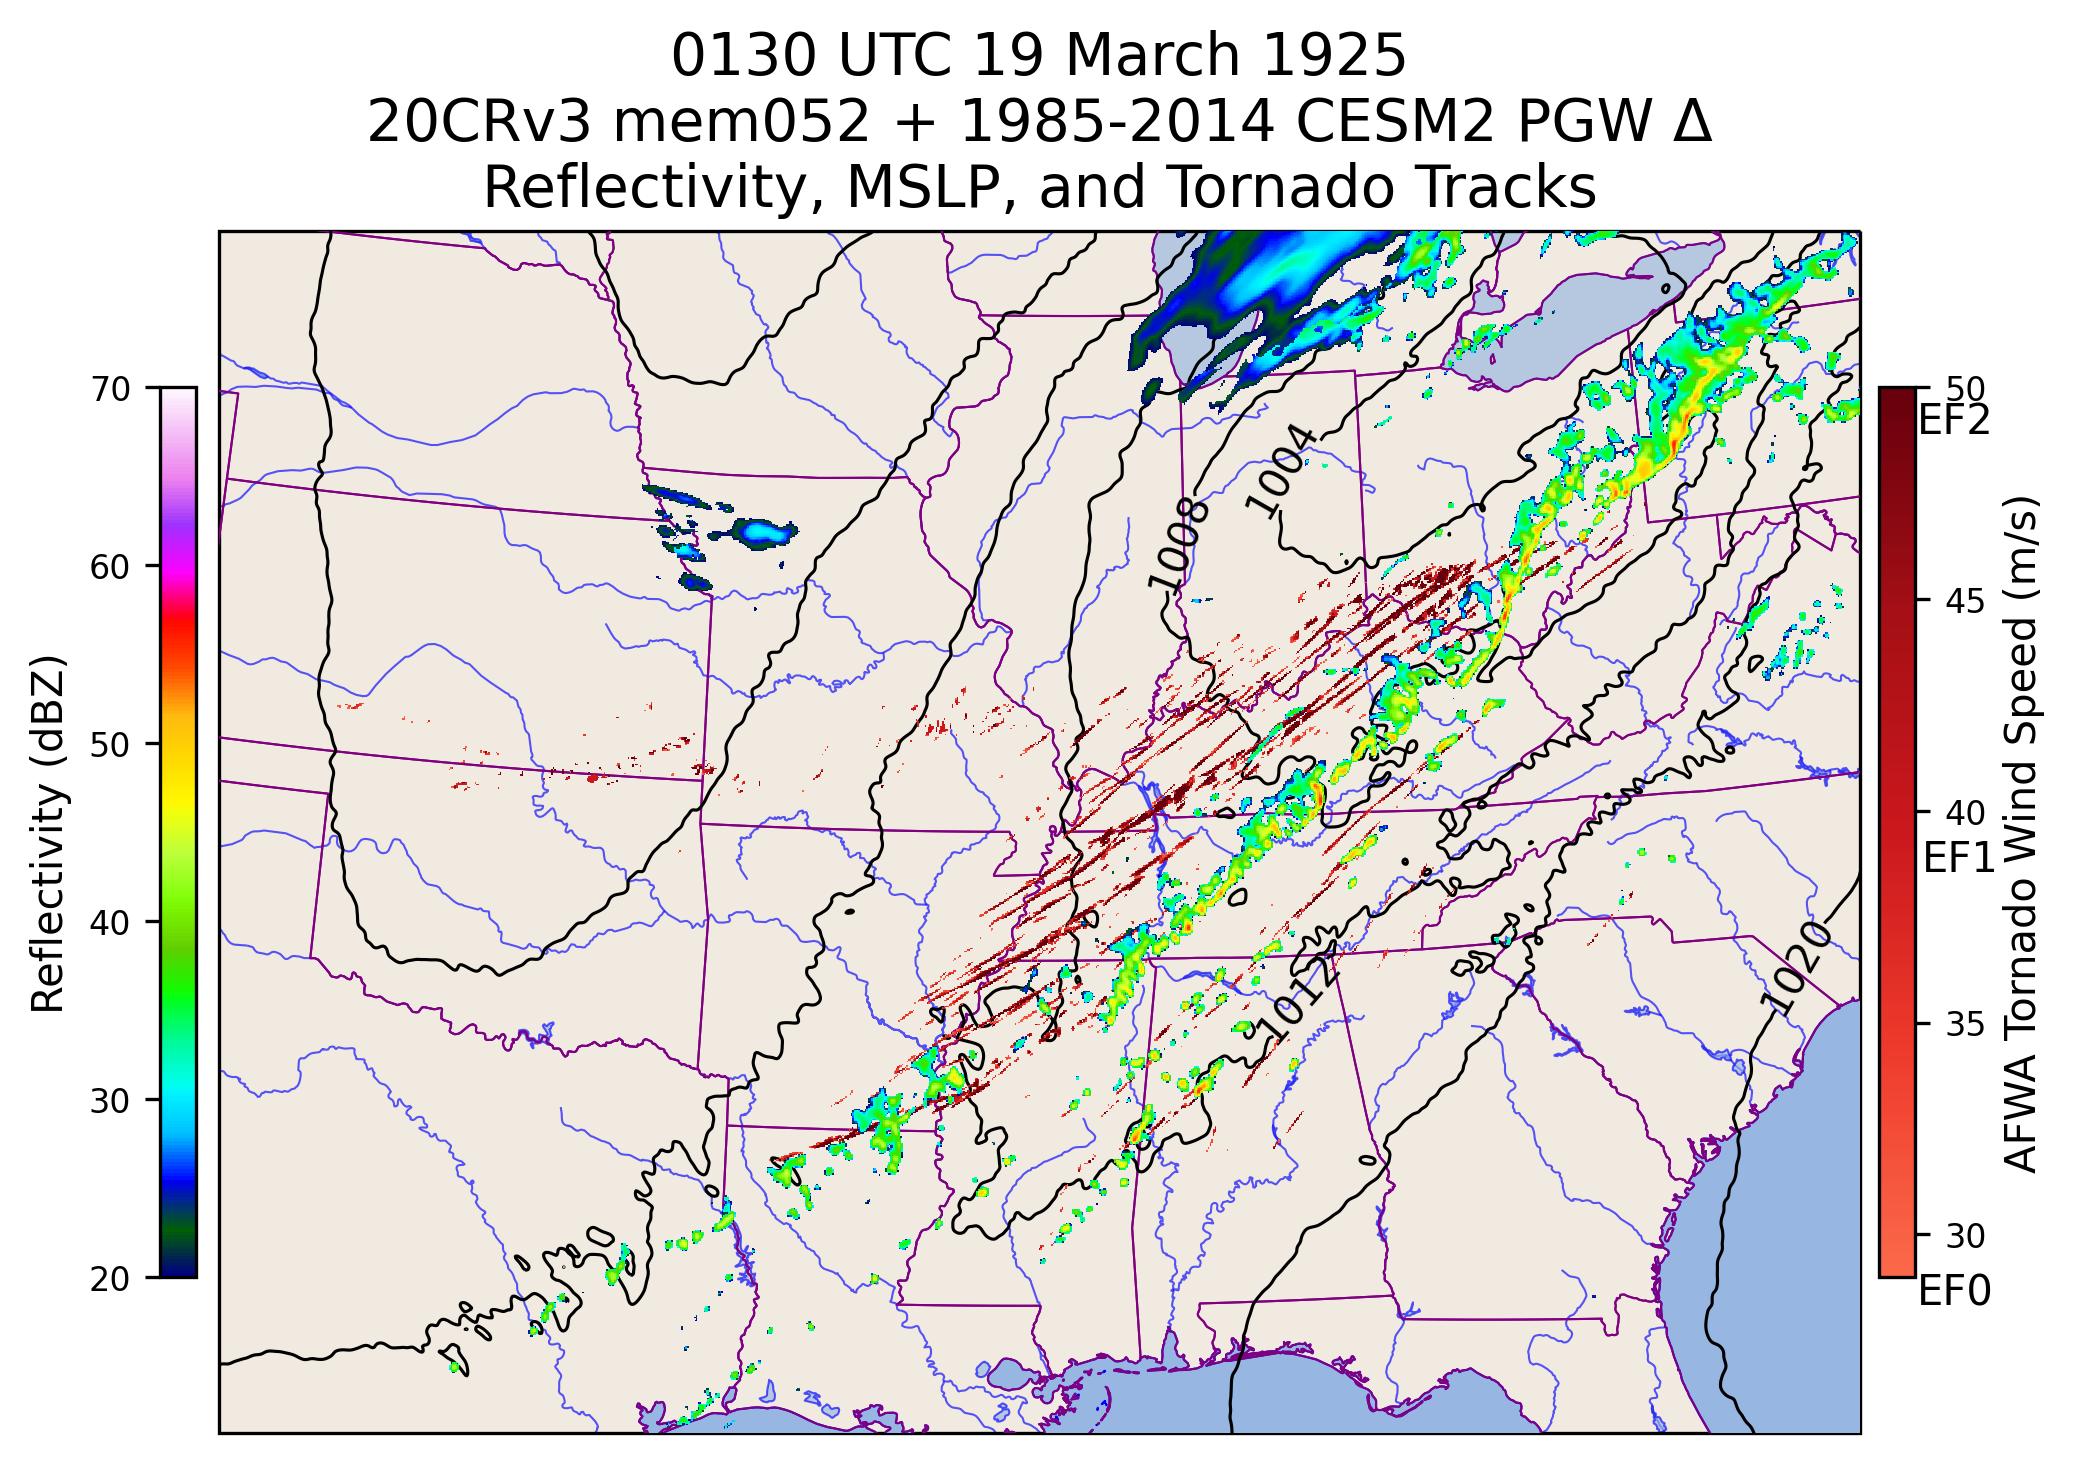 0130 UTC 19 March 1925
20CRv3 mem052 + 1985-2014 CESM2 PGW Δ
Reflectivity, MSLP, and Tornado Tracks
Reflectivity (dBZ)
70
60
50
40
30
20
1004
1008
1012
1020
50
EF2
45
40
EF1
35
30
EF0
AFWA Tornado Wind Speed (m/s)